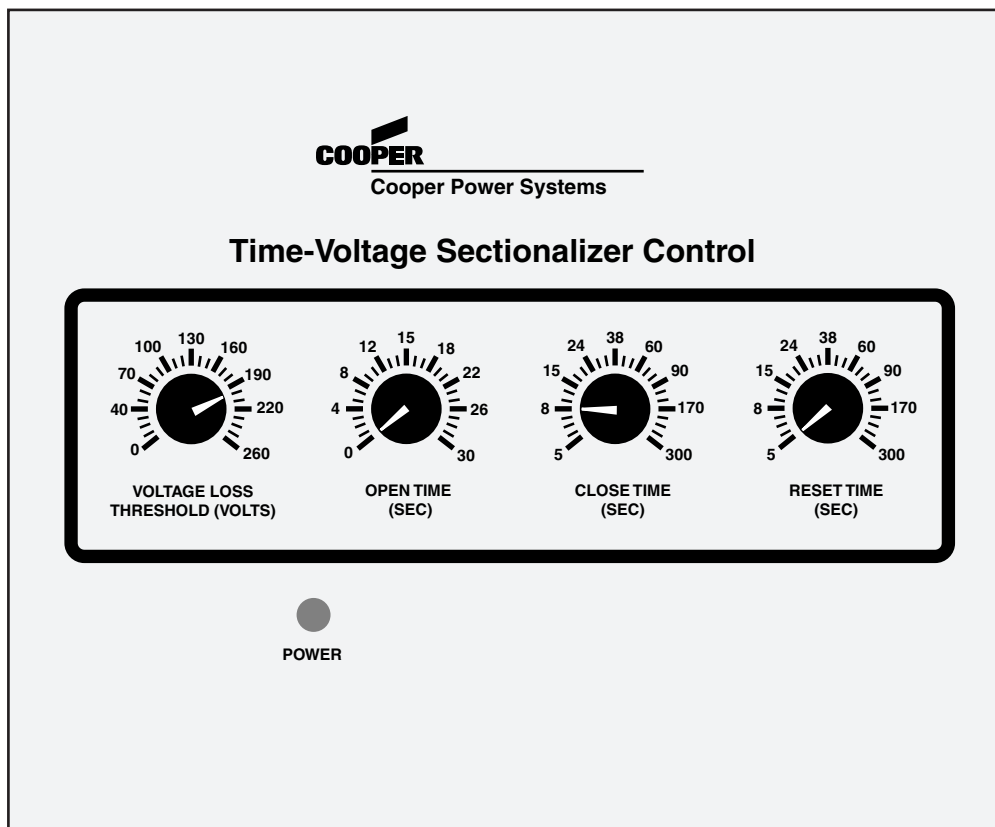 COOPER
Cooper Power Systems
Time-Voltage Sectionalizer Control
0 40 70 100 130 160 190 220 260
VOLTAGE LOSS
THRESHOLD (VOLTS)
0 4 8 12 15 18 22 26 30
OPEN TIME
(SEC)
5 8 15 24 38 60 90 170 300
CLOSE TIME
(SEC)
5 8 15 24 38 60 90 170 300
RESET TIME
(SEC)
POWER